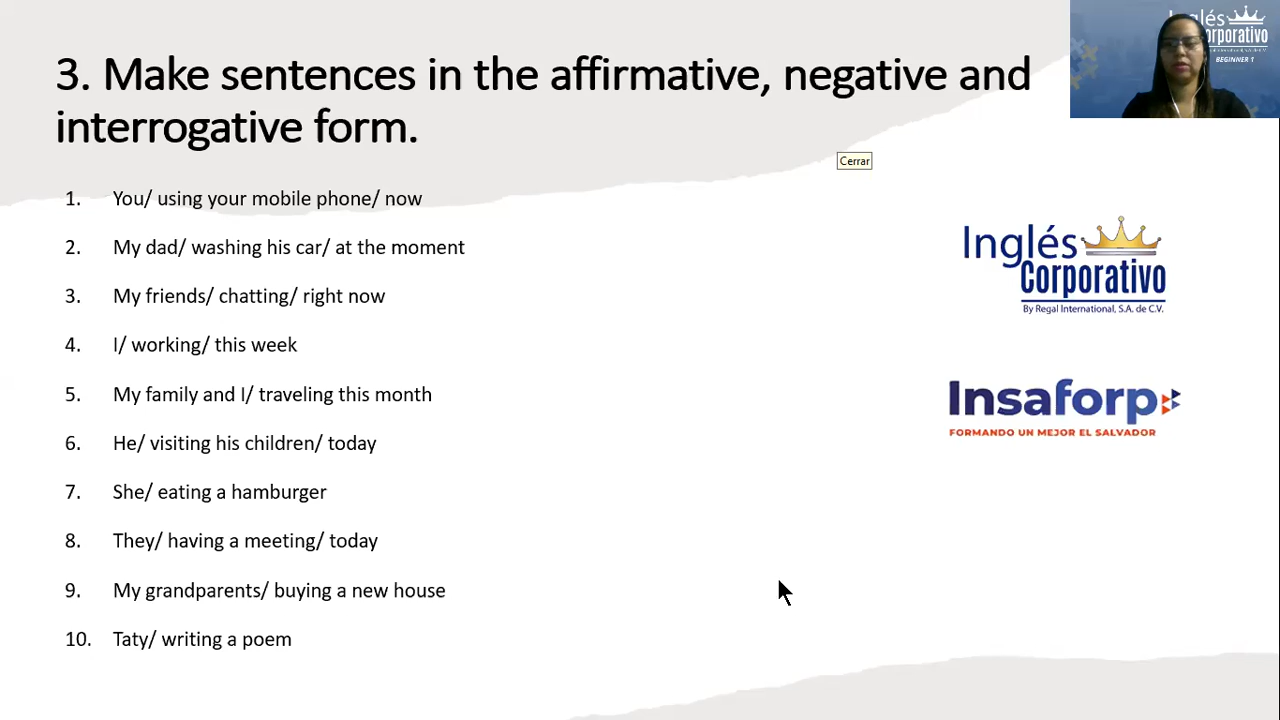 3. Make sentences in the affirmative, negative and
interrogative form.
Cerrar
1. You/ using your mobile phone/ now
2. My dad/ washing his car/ at the moment
3. My friends/ chatting/ right now
4. I/ working/ this week
5. My family and I/ traveling this month
6. He/ visiting his children/ today
7. She/ eating a hamburger
8. They/ having a meeting/ today
9. My grandparents/ buying a new house
10. Taty/ writing a poem
Inglés
Corporativo
By Regal International, S.A. de C.V.
Insaforp
FORMANDO UN MEJOR EL SALVADOR
BEGINNER 1